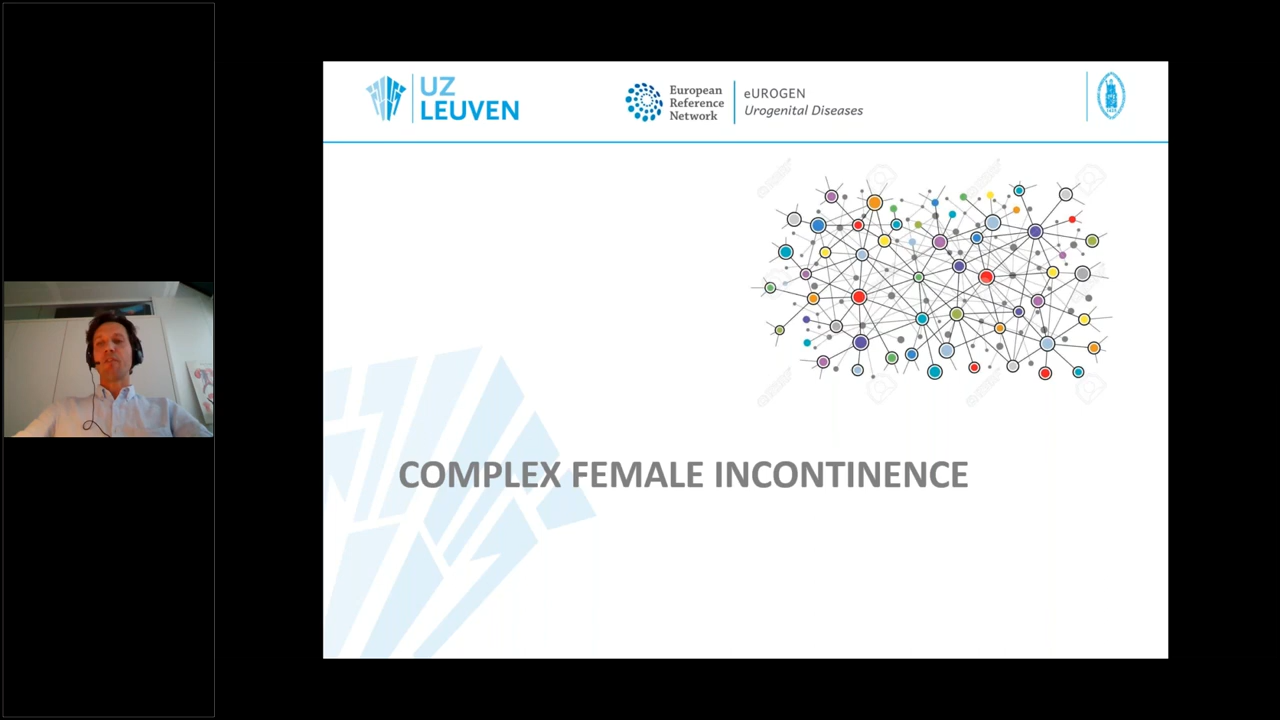 UZ
LEUVEN
European
Reference
Network
eUROGEN
Urogenital Diseases
COMPLEX FEMALE INCONTINENCE